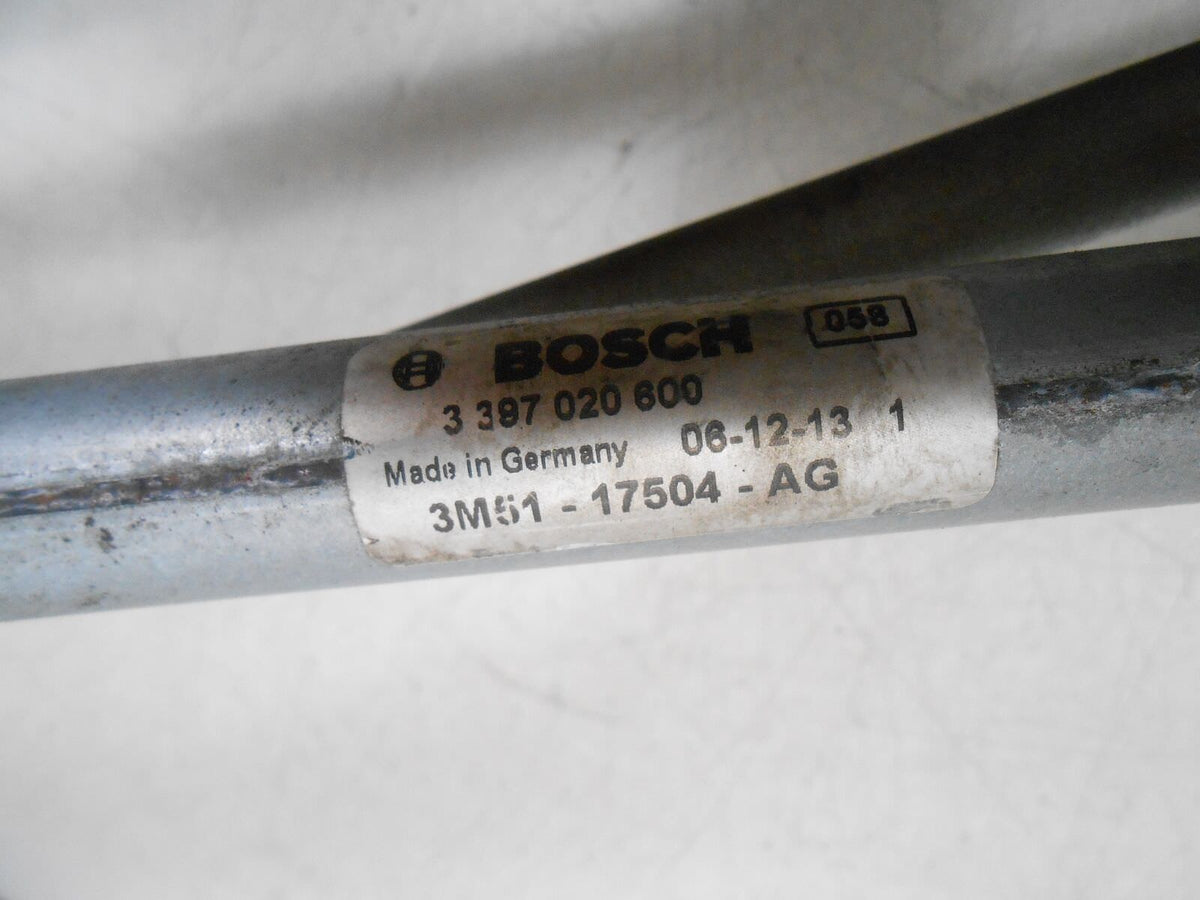 BOSCH 058
3 397 020 600
Made in Germany 06-12-13 1
3M51 - 17504 - AG